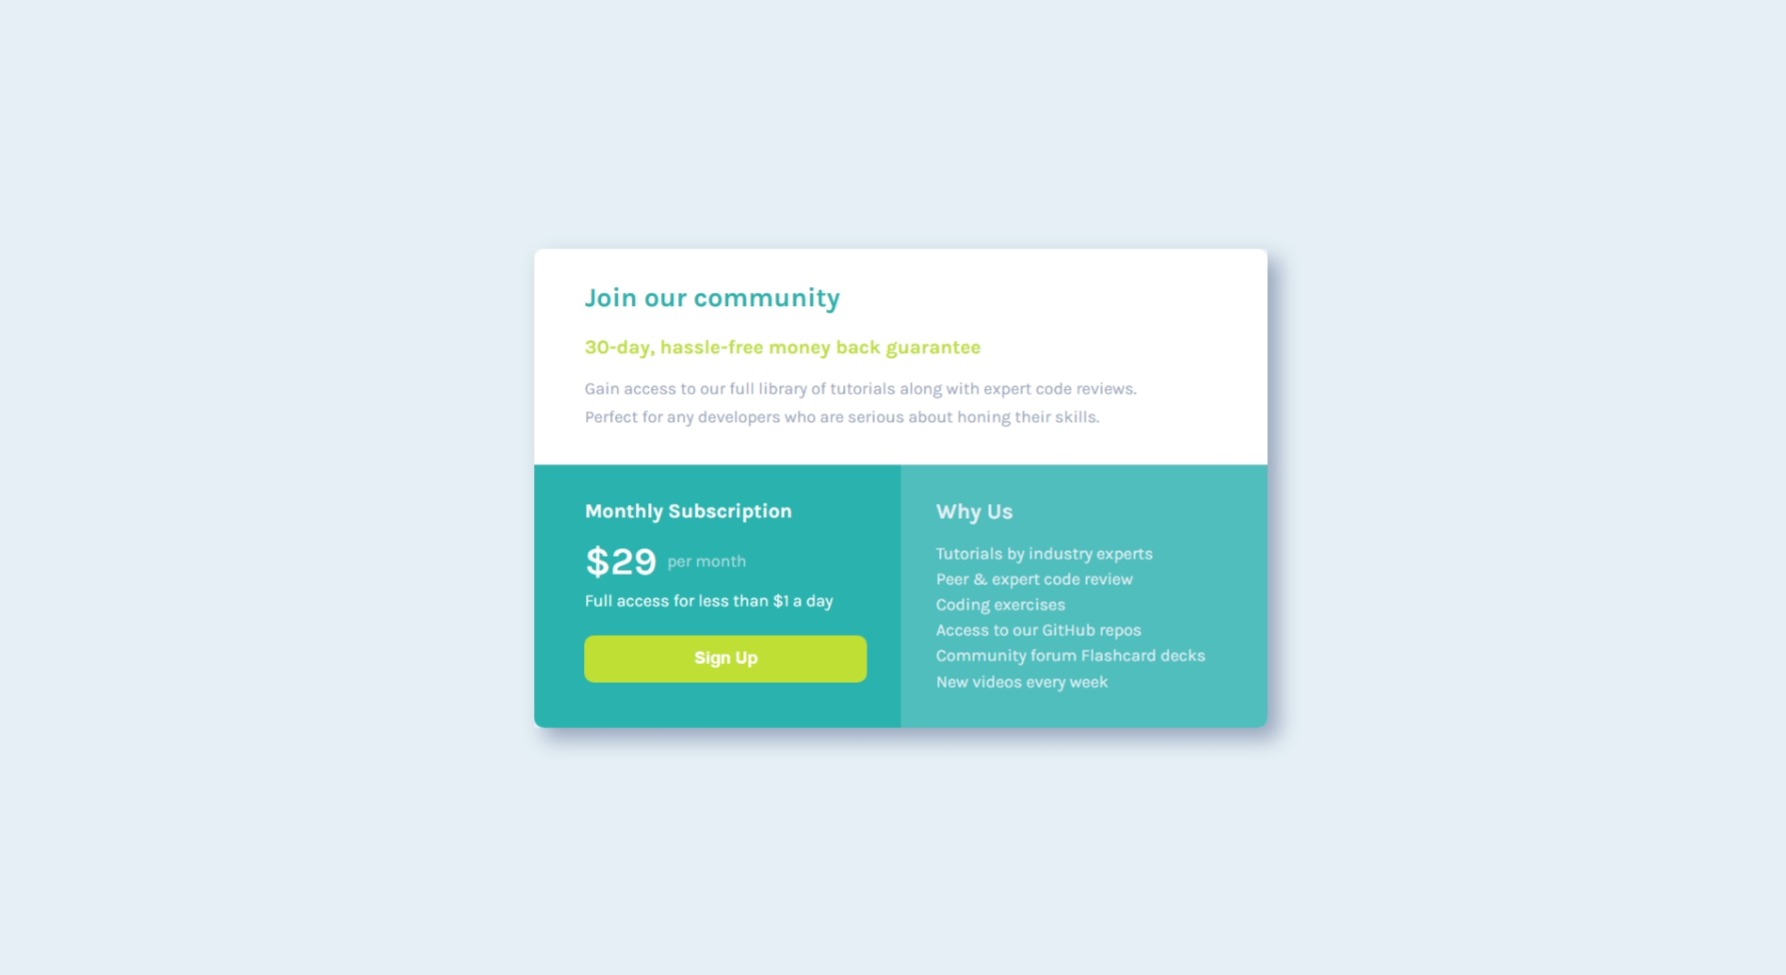 Join our community
30-day, hassle-free money back guarantee
Gain access to our full library of tutorials along with expert code reviews.
Perfect for any developers who are serious about honing their skills.
Monthly Subscription
$29 per month
Full access for less than $1 a day
Sign Up
Why Us
Tutorials by industry experts
Peer & expert code review
Coding exercises
Access to our GitHub repos
Community forum Flashcard decks
New videos every week